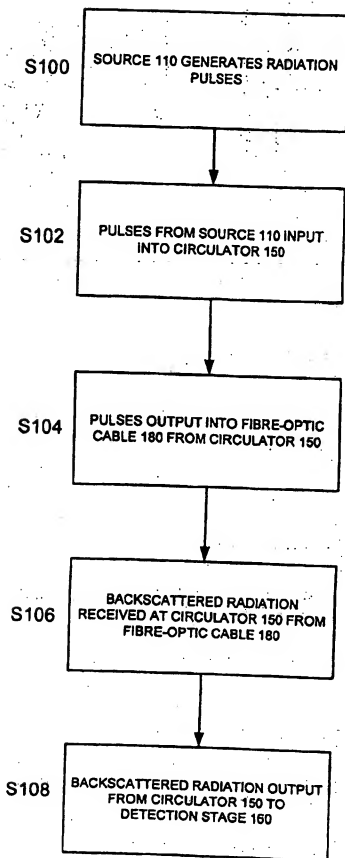 S100
SOURCE 110 GENERATES RADIATION
PULSES
S102
PULSES FROM SOURCE 110 INPUT
INTO CIRCULATOR 150
S104
PULSES OUTPUT INTO FIBRE-OPTIC
CABLE 180 FROM CIRCULATOR 150
S106
BACKSCATTERED RADIATION
RECEIVED AT CIRCULATOR 150 FROM
FIBRE-OPTIC CABLE 180
S108
BACKSCATTERED RADIATION OUTPUT
FROM CIRCULATOR 150 TO
DETECTION STAGE 160